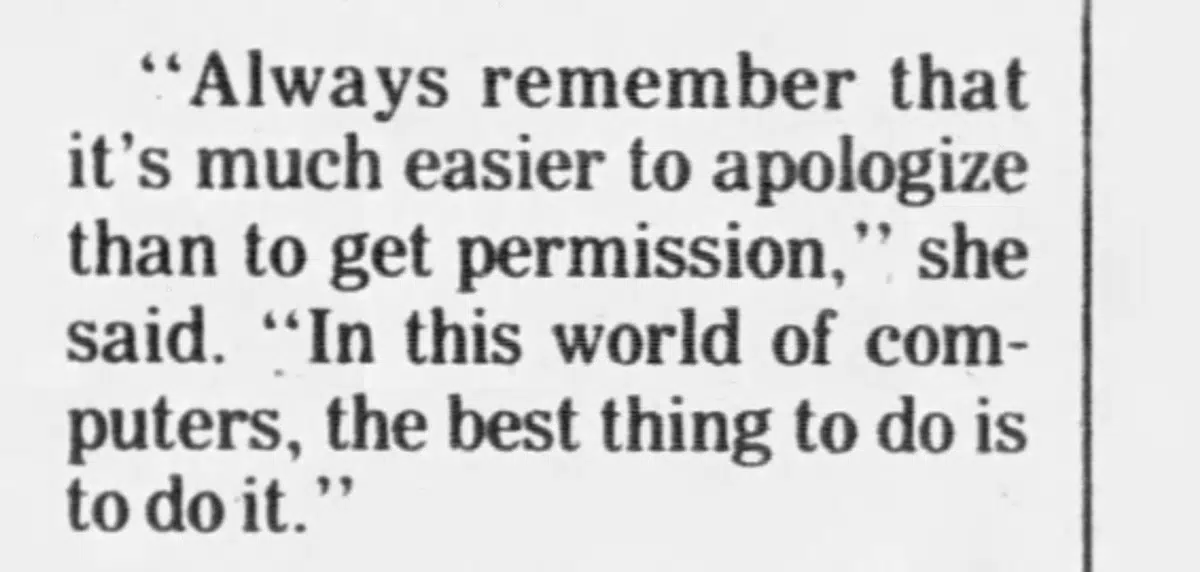 “Always remember that
it’s much easier to apologize
than to get permission,” she
said. “In this world of com-
puters, the best thing to do is
to do it.”